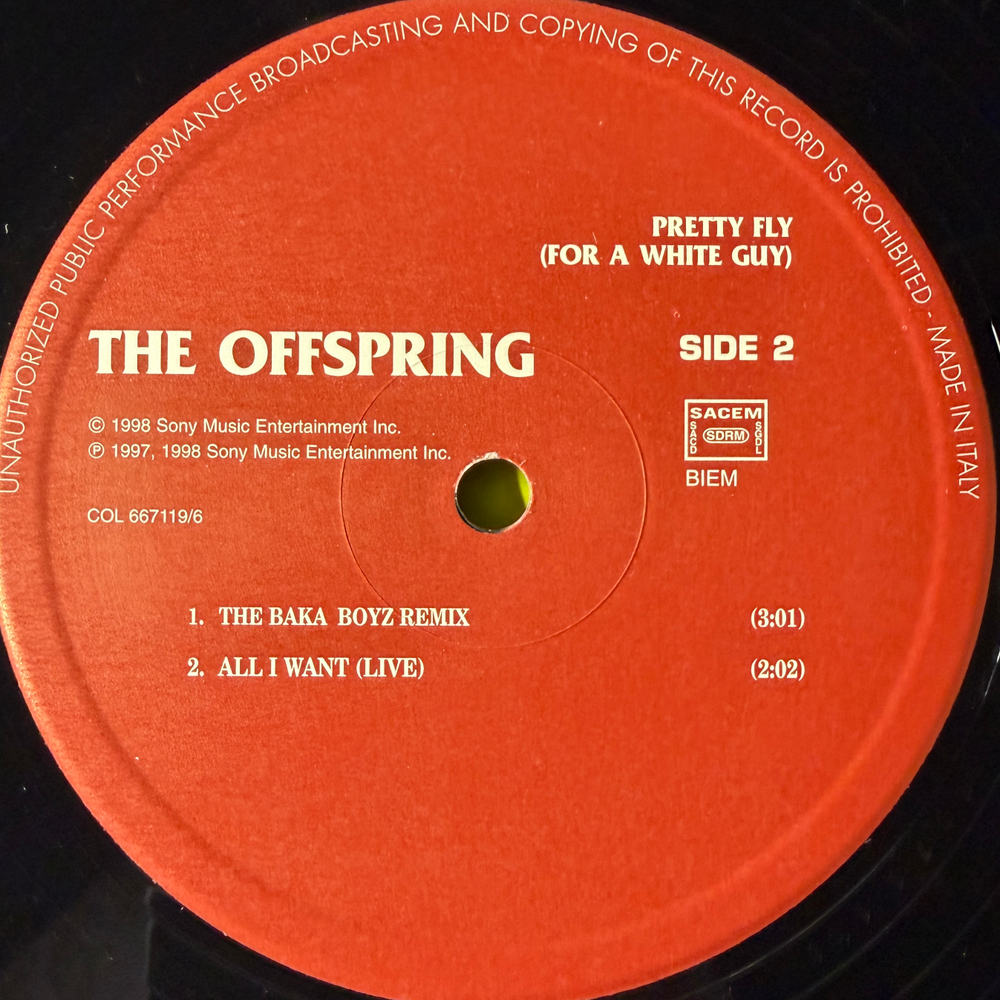 UNAUTHORIZED PUBLIC PERFORMANCE BROADCASTING AND COPYING OF THIS RECORD IS PROHIBITED - MADE IN ITALY
PRETTY FLY
(FOR A WHITE GUY)
THE OFFSPRING
SIDE 2
© 1998 Sony Music Entertainment Inc.
℗ 1997, 1998 Sony Music Entertainment Inc.
SACEM
SACD
SDRM
SGDL
BIEM
COL 667119/6
1. THE BAKA BOYZ REMIX (3:01)
2. ALL I WANT (LIVE) (2:02)